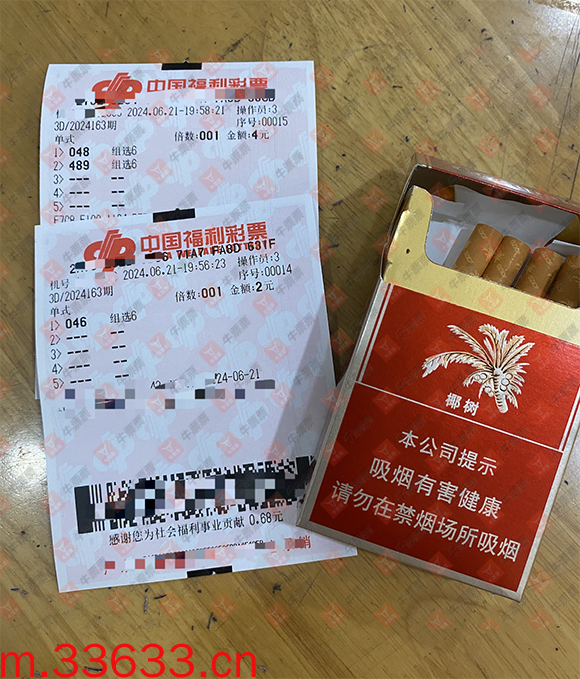 中国福利彩票
2024.06.21-19:58:21 操作员:3
3D/2024163期 序号:00015
单式 倍数:001 金额:4元
1> 048 组选6
2> 489 组选6
3> --- ---
4> --- ---
5> --- ---
中国福利彩票
2024.06.21-19:56:23 操作员:3
机号 序号:00014
3D/2024163期 倍数:001 金额:2元
单式
1> 046 组选6
2> --- ---
3> --- ---
4> --- ---
5> --- ---
感谢您为社会福利事业贡献 0.68元
椰树
本公司提示
吸烟有害健康
请勿在禁烟场所吸烟
牛滚票
m.33633.cn